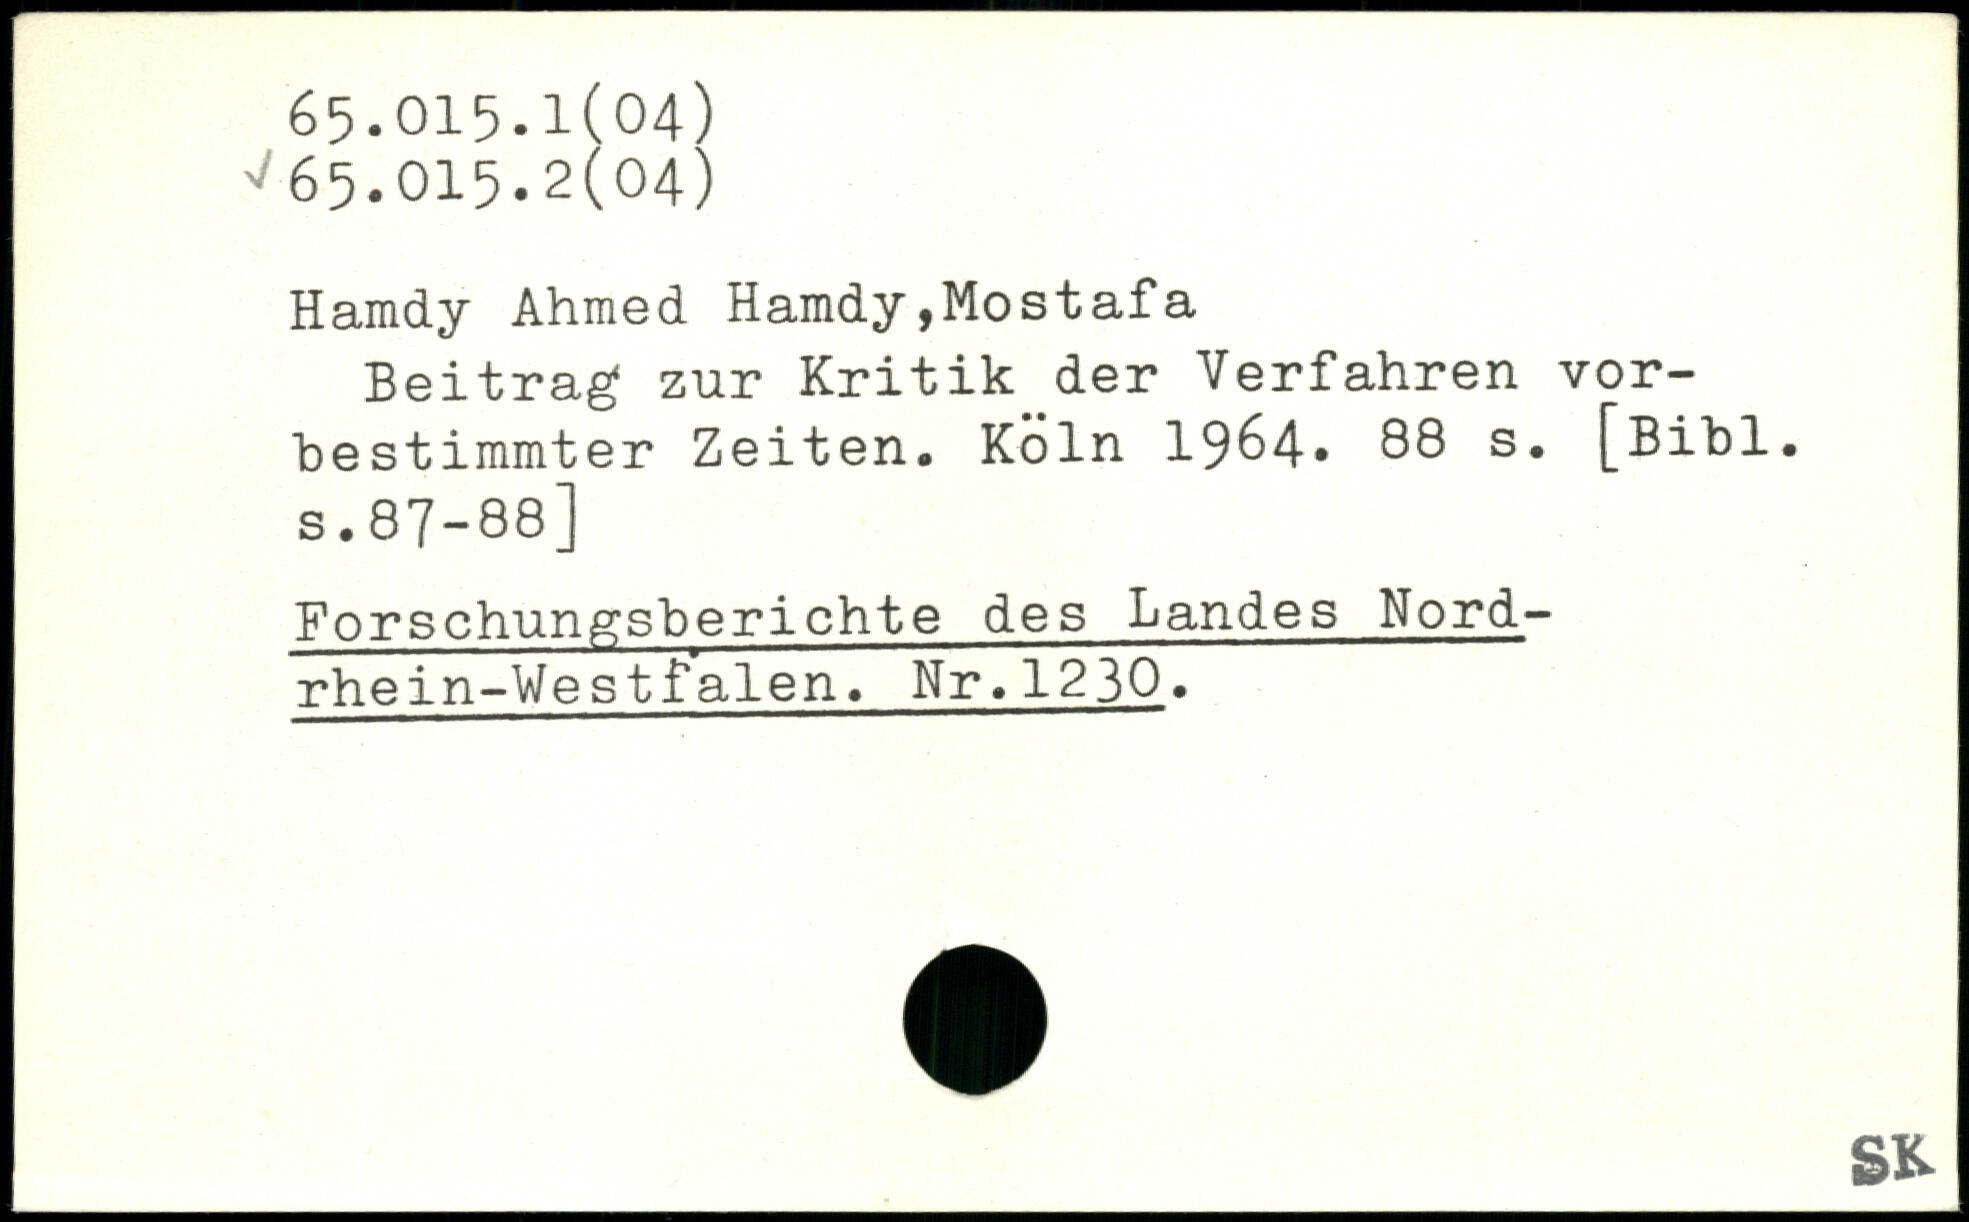 65.015.1(04)
✓ 65.015.2(04)
Hamdy Ahmed Hamdy,Mostafa
Beitrag zur Kritik der Verfahren vor-
bestimmter Zeiten. Köln 1964. 88 s. [Bibl.
s.87-88]
Forschungsberichte des Landes Nord-
rhein-Westfalen. Nr.1230.
SK